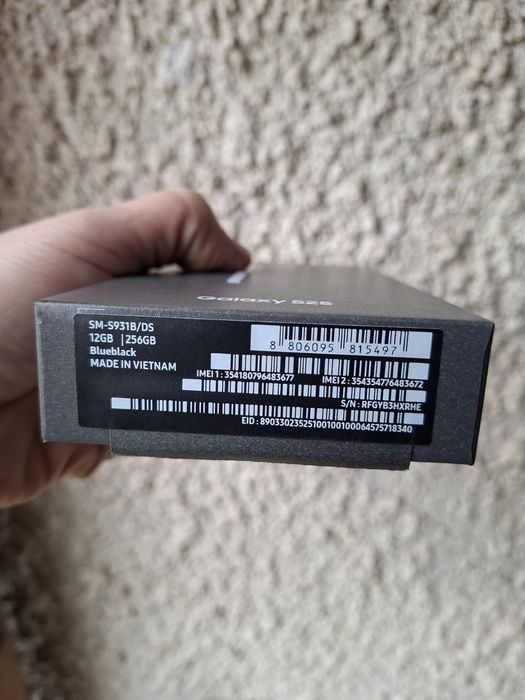 Galaxy S25
SM-S931B/DS
12GB | 256GB
Blueblack
MADE IN VIETNAM
8 806095 815497
IMEI 1 : 354180796483677
IMEI 2 : 354354776483672
S/N : RFGYB3HXRHE
EID : 89033023525100100100064575718340